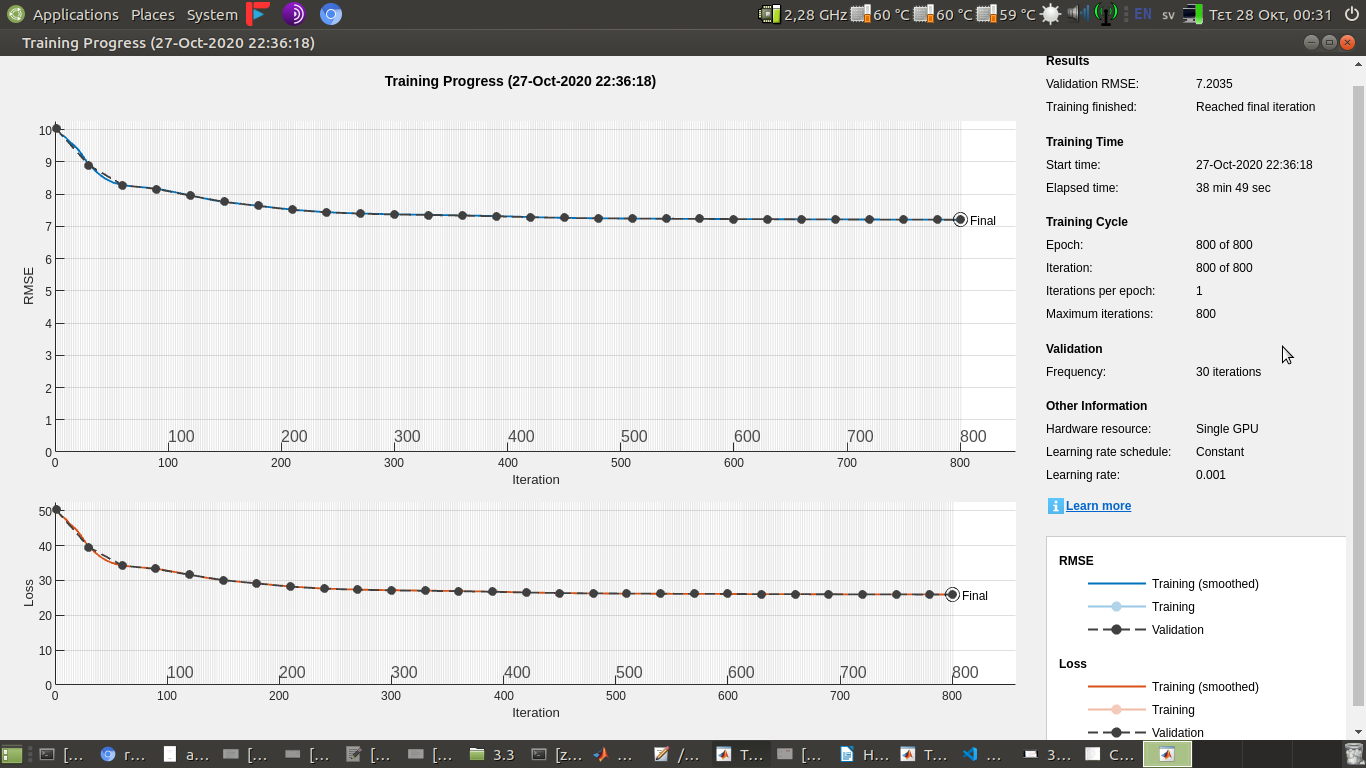 Applications Places System 2,28 GHz 60 °C 60 °C 59 °C EN sv Τετ 28 Οκτ, 00:31
Training Progress (27-Oct-2020 22:36:18)
Training Progress (27-Oct-2020 22:36:18)
10
9
8
7
6
5
4
3
2
1
0
RMSE
Final
100 200 300 400 500 600 700 800
0 100 200 300 400 500 600 700 800
Iteration
50
40
30
20
10
0
Loss
Final
100 200 300 400 500 600 700 800
0 100 200 300 400 500 600 700 800
Iteration
Results
Validation RMSE: 7.2035
Training finished: Reached final iteration
Training Time
Start time: 27-Oct-2020 22:36:18
Elapsed time: 38 min 49 sec
Training Cycle
Epoch: 800 of 800
Iteration: 800 of 800
Iterations per epoch: 1
Maximum iterations: 800
Validation
Frequency: 30 iterations
Other Information
Hardware resource: Single GPU
Learning rate schedule: Constant
Learning rate: 0.001
i Learn more
RMSE
Training (smoothed)
Training
Validation
Loss
Training (smoothed)
Training
Validation
[... r... a... [... [... [... [... 3.3 [z... ... /... T... [... H... T... ... 3... C...